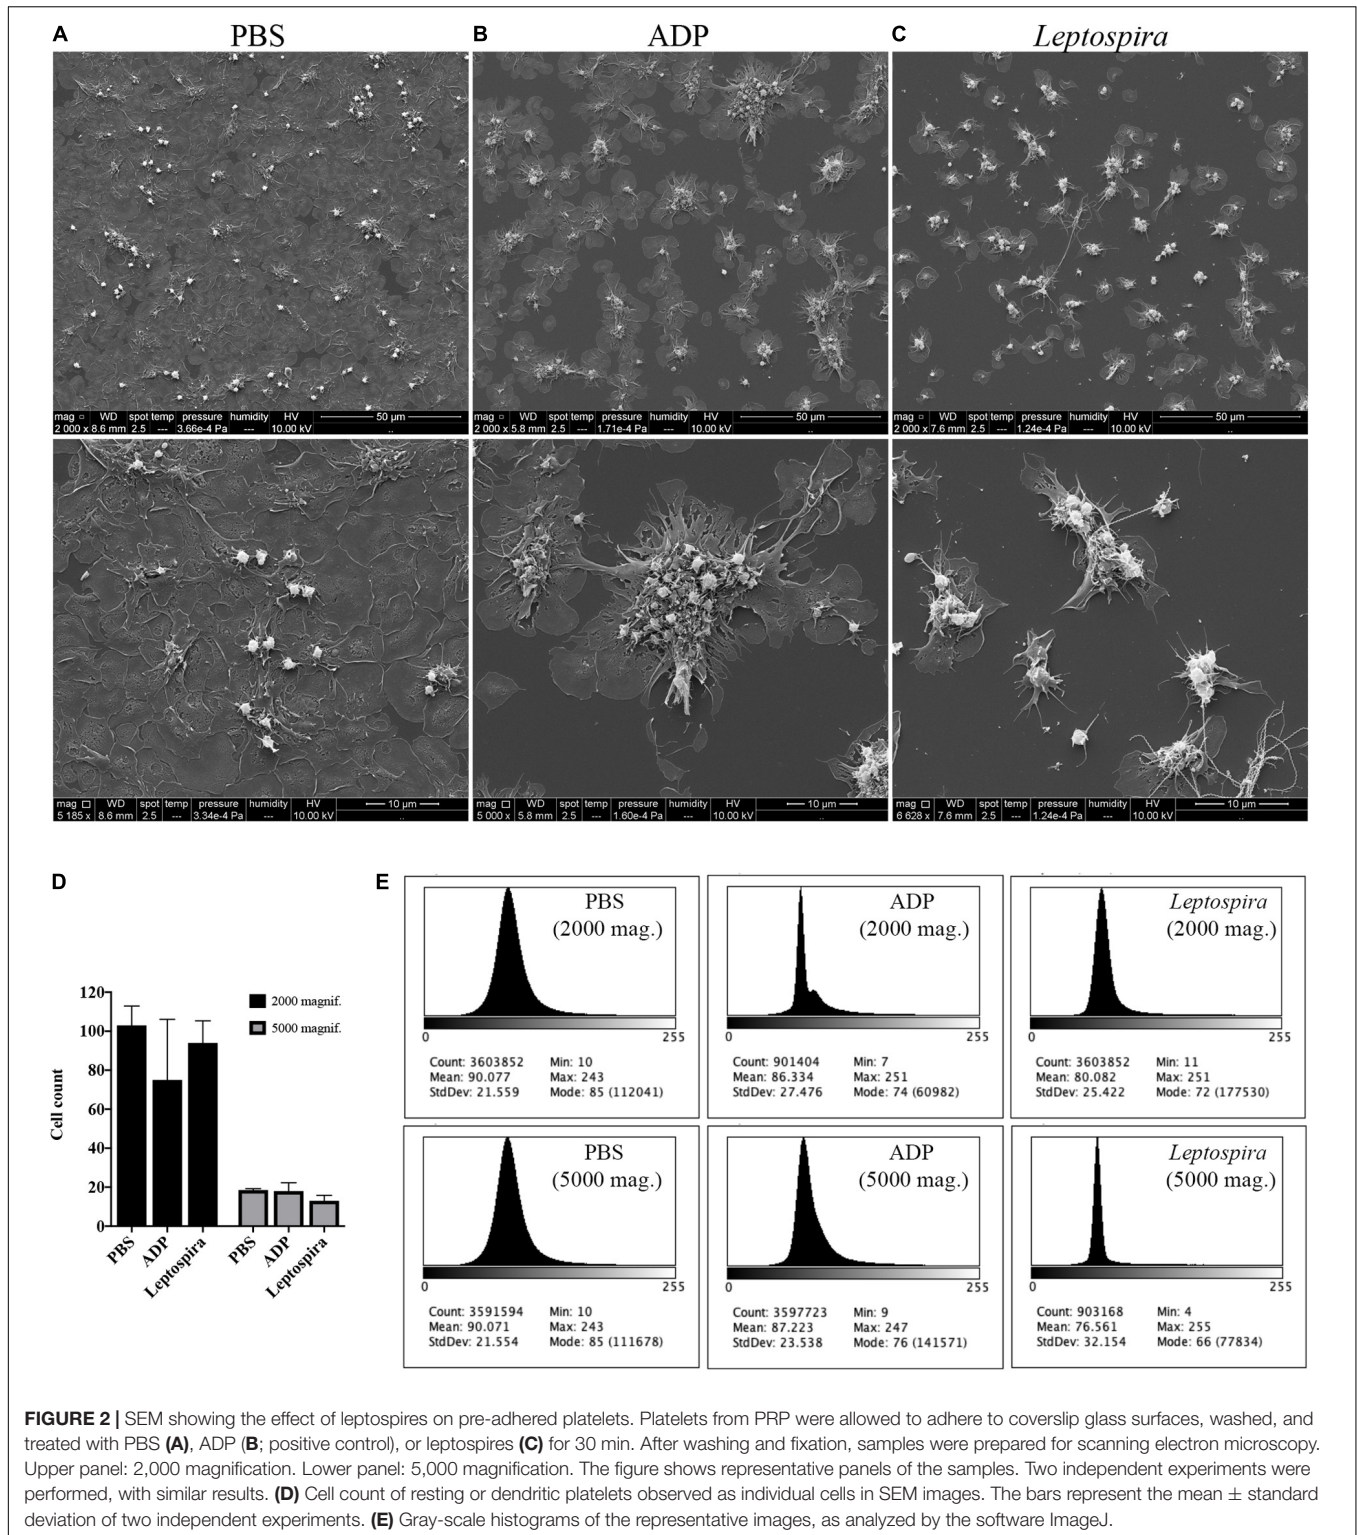 A PBS
B ADP
C Leptospira
mag □ WD spot temp pressure humidity HV 50 µm
2 000 x 8.6 mm 2.5 --- 3.66e-4 Pa --- 10.00 kV ..
mag □ WD spot temp pressure humidity HV 50 µm
2 000 x 5.8 mm 2.5 --- 1.71e-4 Pa --- 10.00 kV ..
mag □ WD spot temp pressure humidity HV 50 µm
2 000 x 7.6 mm 2.5 --- 1.24e-4 Pa --- 10.00 kV ..
mag □ WD spot temp pressure humidity HV 10 µm
5 185 x 8.6 mm 2.5 --- 3.34e-4 Pa --- 10.00 kV ..
mag □ WD spot temp pressure humidity HV 10 µm
5 000 x 5.8 mm 2.5 --- 1.60e-4 Pa --- 10.00 kV ..
mag □ WD spot temp pressure humidity HV 10 µm
6 628 x 7.6 mm 2.5 --- 1.24e-4 Pa --- 10.00 kV ..
D
Cell count
120
100
80
60
40
20
0
2000 magnif.
5000 magnif.
PBS
ADP
Leptospira
PBS
ADP
Leptospira
E
PBS
(2000 mag.)
0 255
Count: 3603852 Min: 10
Mean: 90.077 Max: 243
StdDev: 21.559 Mode: 85 (112041)
ADP
(2000 mag.)
0 255
Count: 901404 Min: 7
Mean: 86.334 Max: 251
StdDev: 27.476 Mode: 74 (60982)
Leptospira
(2000 mag.)
0 255
Count: 3603852 Min: 11
Mean: 80.082 Max: 251
StdDev: 25.422 Mode: 72 (177530)
PBS
(5000 mag.)
0 255
Count: 3591594 Min: 10
Mean: 90.071 Max: 243
StdDev: 21.554 Mode: 85 (111678)
ADP
(5000 mag.)
0 255
Count: 3597723 Min: 9
Mean: 87.223 Max: 247
StdDev: 23.538 Mode: 76 (141571)
Leptospira
(5000 mag.)
0 255
Count: 903168 Min: 4
Mean: 76.561 Max: 255
StdDev: 32.154 Mode: 66 (77834)
FIGURE 2 | SEM showing the effect of leptospires on pre-adhered platelets. Platelets from PRP were allowed to adhere to coverslip glass surfaces, washed, and
treated with PBS (A), ADP (B; positive control), or leptospires (C) for 30 min. After washing and fixation, samples were prepared for scanning electron microscopy.
Upper panel: 2,000 magnification. Lower panel: 5,000 magnification. The figure shows representative panels of the samples. Two independent experiments were
performed, with similar results. (D) Cell count of resting or dendritic platelets observed as individual cells in SEM images. The bars represent the mean ± standard
deviation of two independent experiments. (E) Gray-scale histograms of the representative images, as analyzed by the software ImageJ.